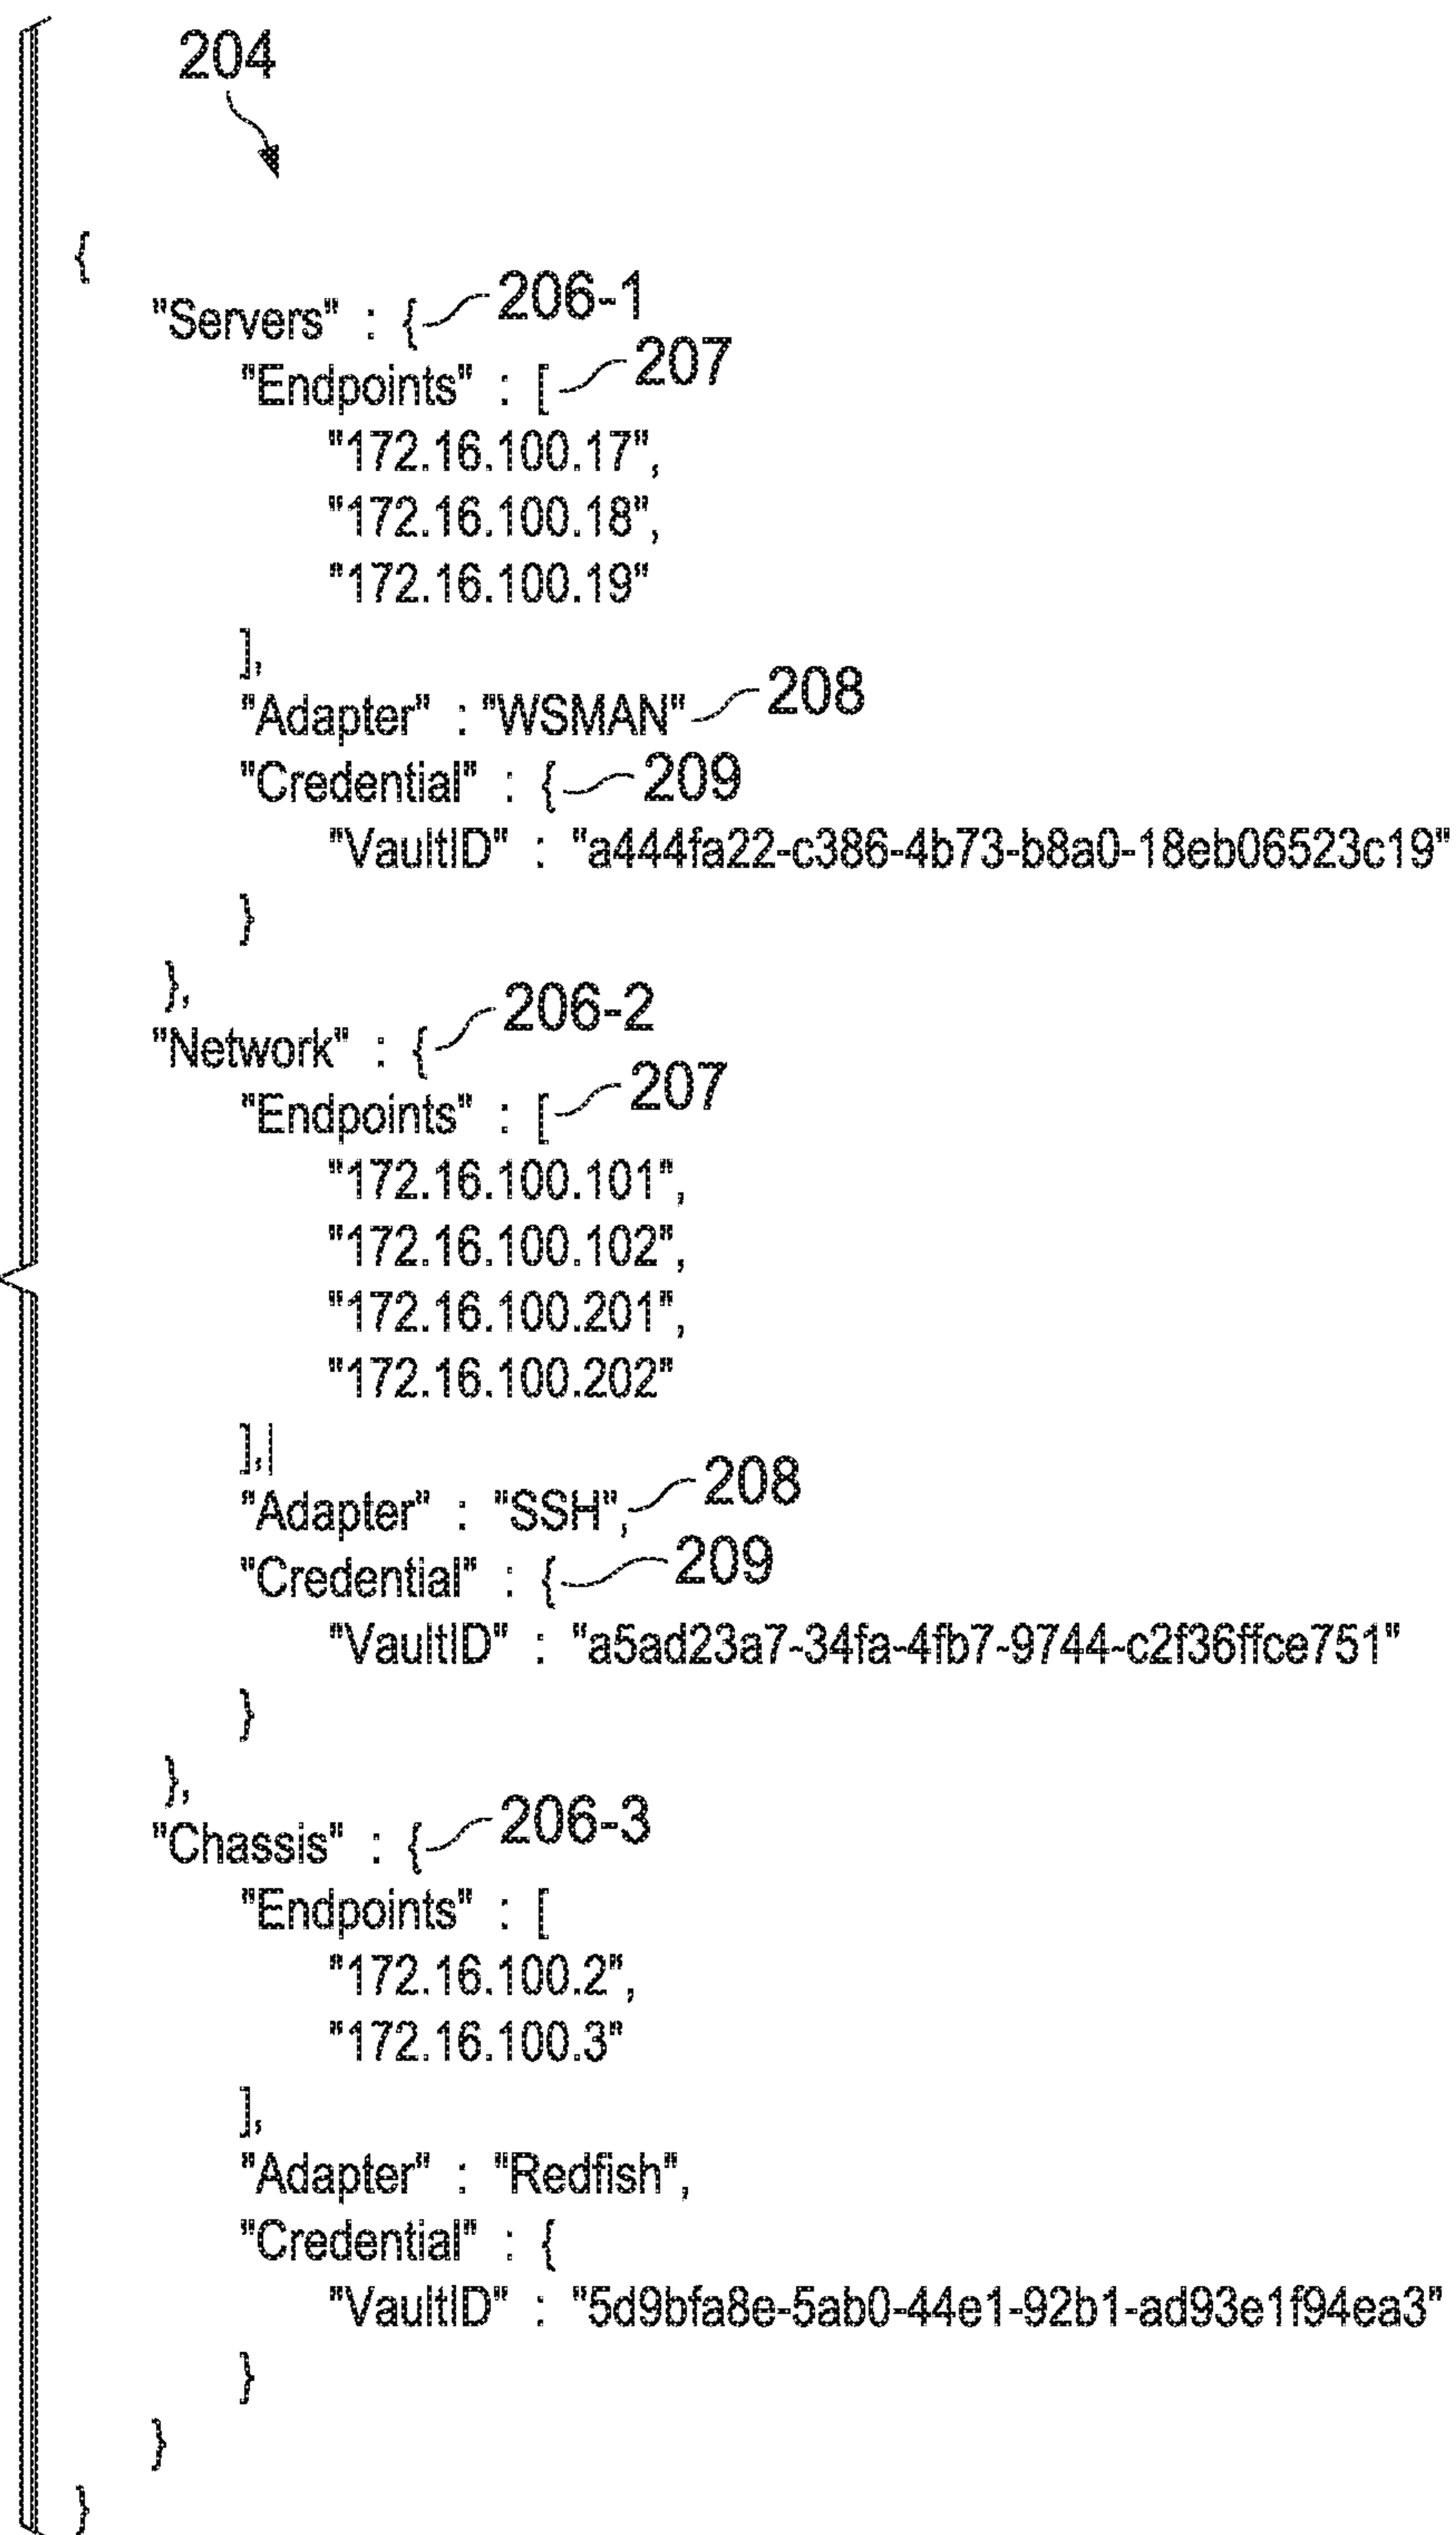 204
{
"Servers" : { 206-1
"Endpoints" : [ 207
"172.16.100.17",
"172.16.100.18",
"172.16.100.19"
],
"Adapter" : "WSMAN" 208
"Credential" : { 209
"VaultID" : "a444fa22-c386-4b73-b8a0-18eb06523c19"
}
},
"Network" : { 206-2
"Endpoints" : [ 207
"172.16.100.101",
"172.16.100.102",
"172.16.100.201",
"172.16.100.202"
],|
"Adapter" : "SSH", 208
"Credential" : { 209
"VaultID" : "a5ad23a7-34fa-4fb7-9744-c2f36ffce751"
}
},
"Chassis" : { 206-3
"Endpoints" : [
"172.16.100.2",
"172.16.100.3"
],
"Adapter" : "Redfish",
"Credential" : {
"VaultID" : "5d9bfa8e-5ab0-44e1-92b1-ad93e1f94ea3"
}
}
}